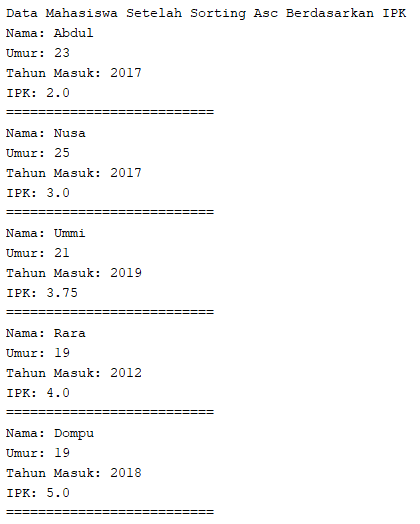 Data Mahasiswa Setelah Sorting Asc Berdasarkan IPK
Nama: Abdul
Umur: 23
Tahun Masuk: 2017
IPK: 2.0
==========================
Nama: Nusa
Umur: 25
Tahun Masuk: 2017
IPK: 3.0
==========================
Nama: Ummi
Umur: 21
Tahun Masuk: 2019
IPK: 3.75
==========================
Nama: Rara
Umur: 19
Tahun Masuk: 2012
IPK: 4.0
==========================
Nama: Dompu
Umur: 19
Tahun Masuk: 2018
IPK: 5.0
==========================